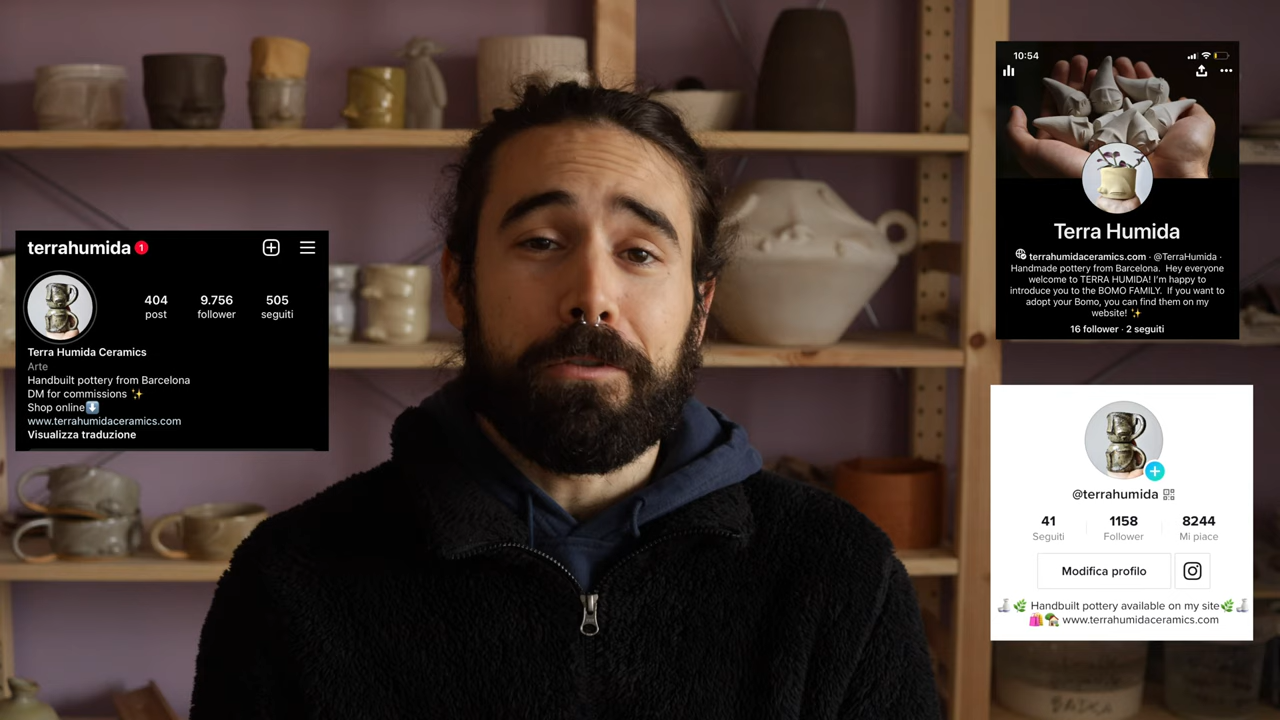 terrahumida 1
404 9.756 505
post follower seguiti
Terra Humida Ceramics
Arte
Handbuilt pottery from Barcelona
DM for commissions ✨
Shop online⬇️
www.terrahumidaceramics.com
Visualizza traduzione
10:54
Terra Humida
terrahumidaceramics.com · @TerraHumida ·
Handmade pottery from Barcelona. Hey everyone
welcome to TERRA HUMIDA! I'm happy to
introduce you to the BOMO FAMILY. If you want to
adopt your Bomo, you can find them on my
website! ✨
16 follower · 2 seguiti
@terrahumida
41 1158 8244
Seguiti Follower Mi piace
Modifica profilo
Handbuilt pottery available on my site
www.terrahumidaceramics.com